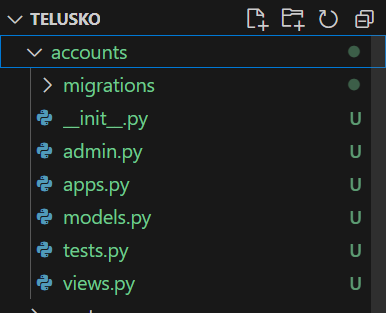 TELUSKO
accounts
migrations
__init__.py U
admin.py U
apps.py U
models.py U
tests.py U
views.py U